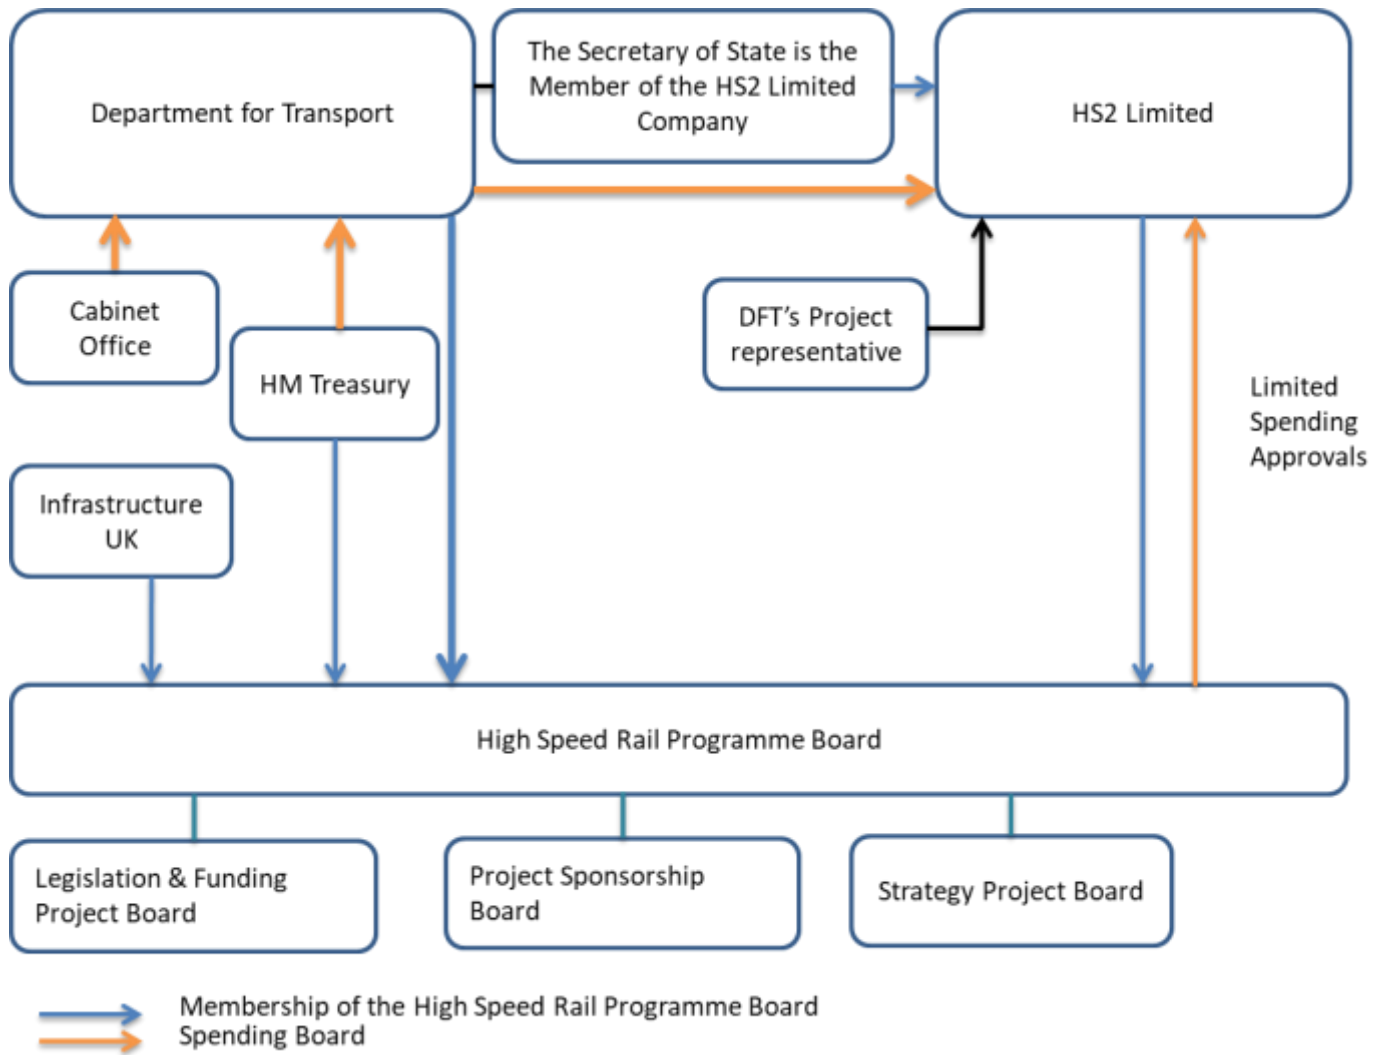 Department for Transport
The Secretary of State is the
Member of the HS2 Limited
Company
HS2 Limited
Cabinet
Office
HM Treasury
DFT's Project
representative
Limited
Spending
Approvals
Infrastructure
UK
High Speed Rail Programme Board
Legislation & Funding
Project Board
Project Sponsorship
Board
Strategy Project Board
Membership of the High Speed Rail Programme Board
Spending Board